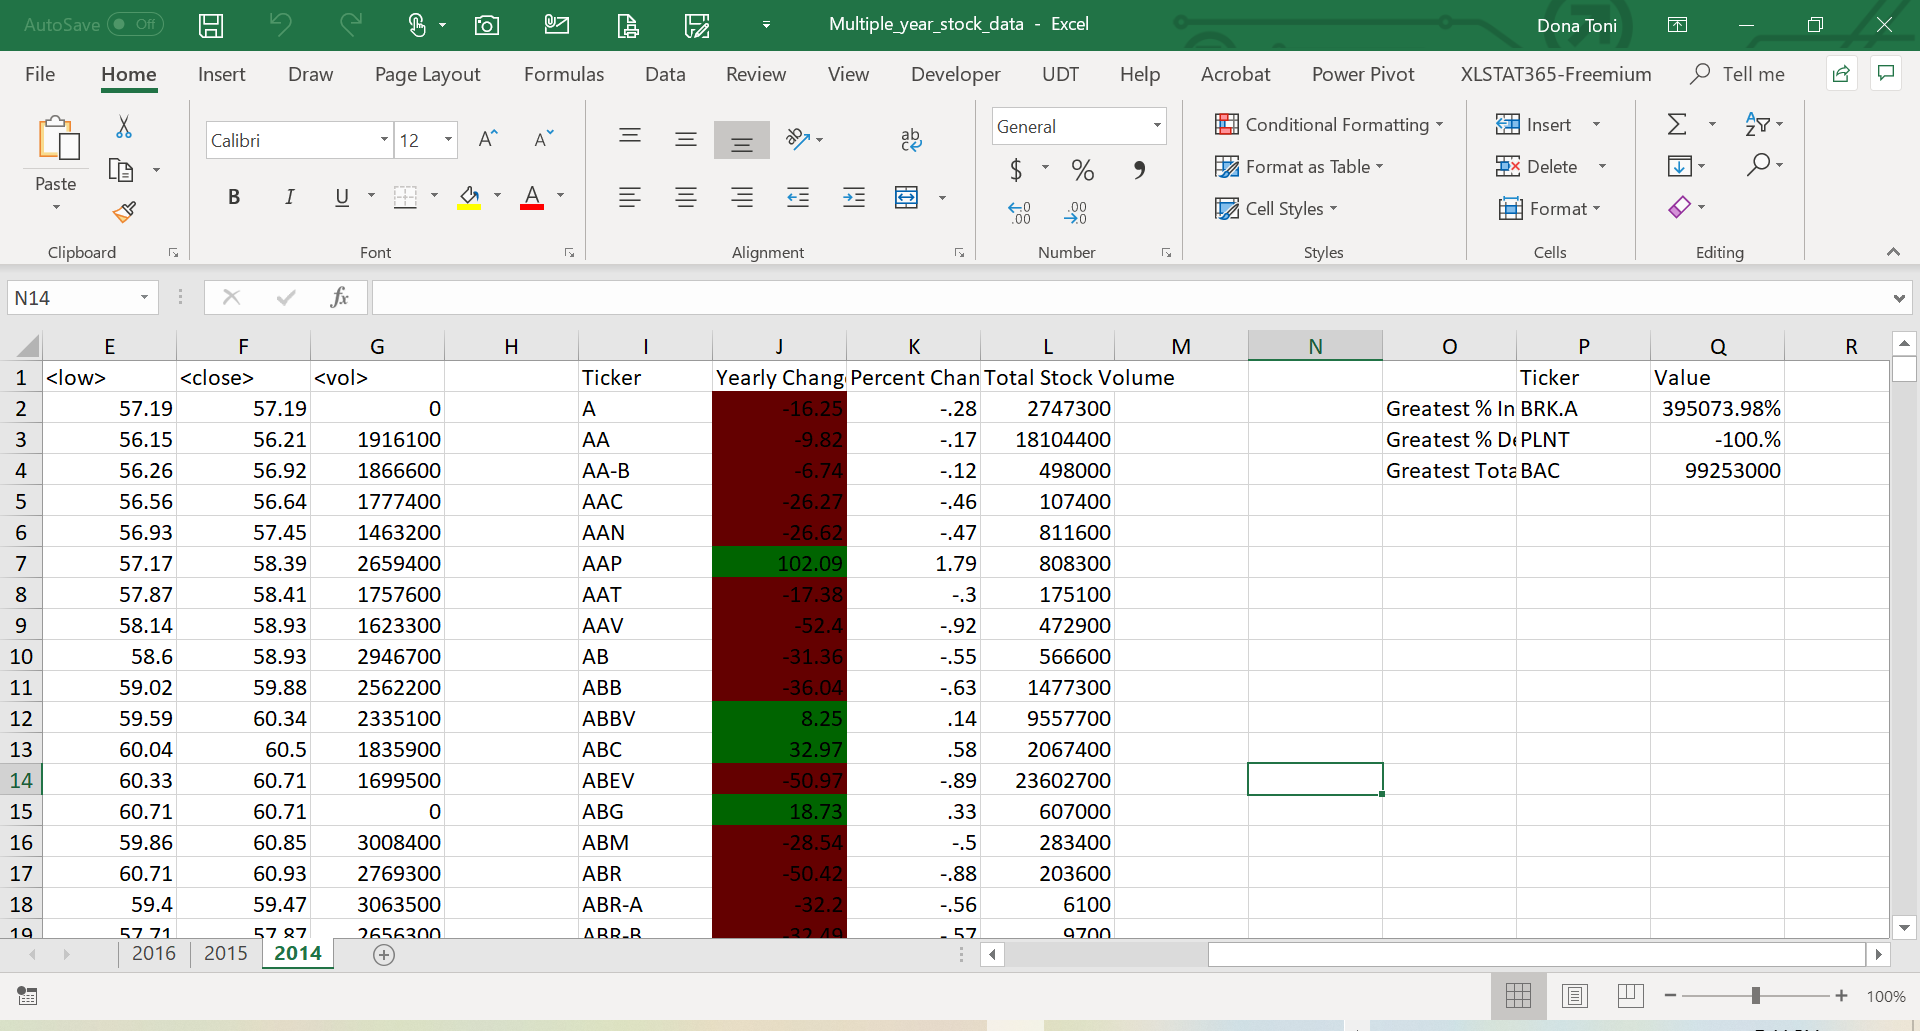 AutoSave Off Multiple_year_stock_data - Excel Dona Toni
File Home Insert Draw Page Layout Formulas Data Review View Developer UDT Help Acrobat Power Pivot XLSTAT365-Freemium Tell me
Paste
Clipboard
Calibri 12
B I U A
Font
ab
Alignment
General
$ % ,
Number
Conditional Formatting
Format as Table
Cell Styles
Styles
Insert
Delete
Format
Cells
Editing
N14 fx
E F G H I J K L M N O P Q R
1 <low> <close> <vol> Ticker Yearly Chang Percent Chan Total Stock Volume Ticker Value
2 57.19 57.19 0 A -16.25 -.28 2747300 Greatest % In BRK.A 395073.98%
3 56.15 56.21 1916100 AA -9.82 -.17 18104400 Greatest % De PLNT -100.%
4 56.26 56.92 1866600 AA-B -6.74 -.12 498000 Greatest Tota BAC 99253000
5 56.56 56.64 1777400 AAC -26.27 -.46 107400
6 56.93 57.45 1463200 AAN -26.62 -.47 811600
7 57.17 58.39 2659400 AAP 102.09 1.79 808300
8 57.87 58.41 1757600 AAT -17.38 -.3 175100
9 58.14 58.93 1623300 AAV -52.4 -.92 472900
10 58.6 58.93 2946700 AB -31.36 -.55 566600
11 59.02 59.88 2562200 ABB -36.04 -.63 1477300
12 59.59 60.34 2335100 ABBV 8.25 .14 9557700
13 60.04 60.5 1835900 ABC 32.97 .58 2067400
14 60.33 60.71 1699500 ABEV -50.97 -.89 23602700
15 60.71 60.71 0 ABG 18.73 .33 607000
16 59.86 60.85 3008400 ABM -28.54 -.5 283400
17 60.71 60.93 2769300 ABR -50.42 -.88 203600
18 59.4 59.47 3063500 ABR-A -32.2 -.56 6100
19 57.71 57.87 2656300 ABR-B -32.49 -.57 9700
2016 2015 2014
100%